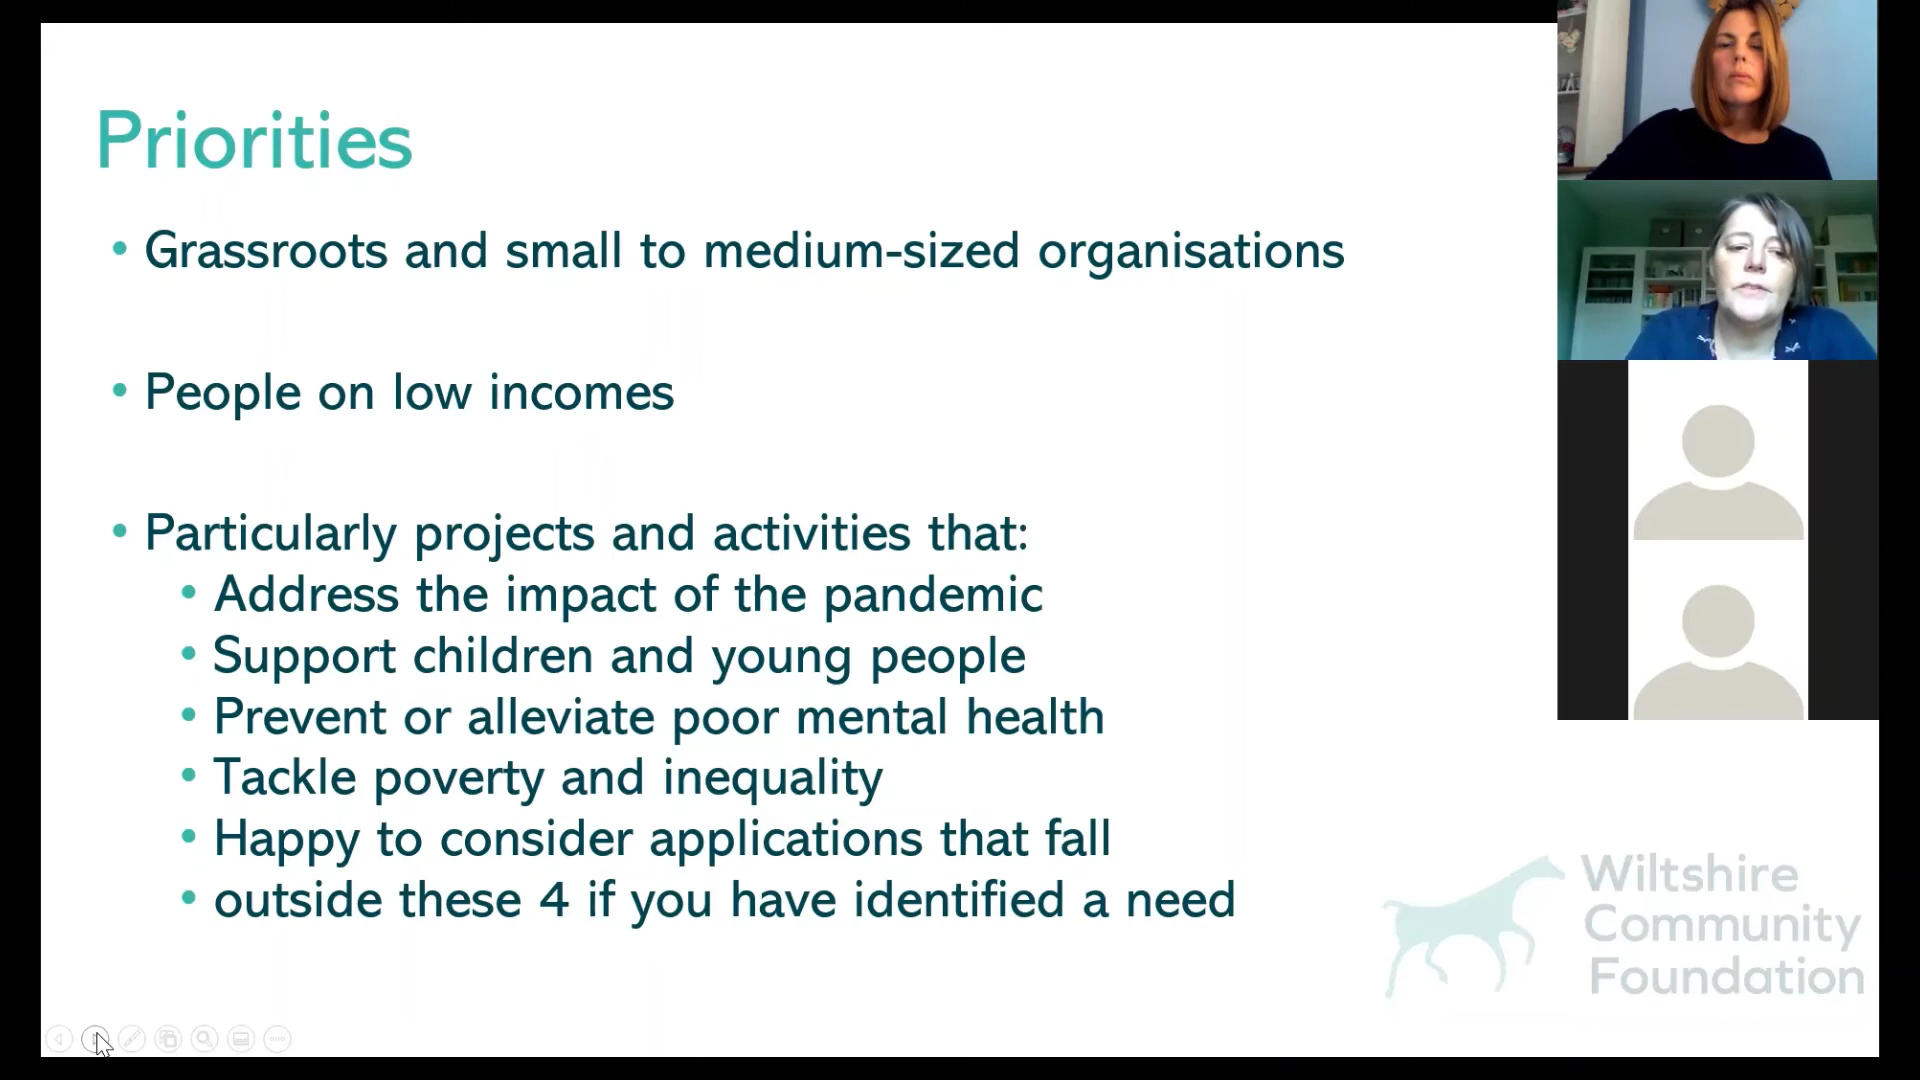 Priorities
• Grassroots and small to medium-sized organisations
• People on low incomes
• Particularly projects and activities that:
• Address the impact of the pandemic
• Support children and young people
• Prevent or alleviate poor mental health
• Tackle poverty and inequality
• Happy to consider applications that fall
• outside these 4 if you have identified a need
Wiltshire
Community
Foundation